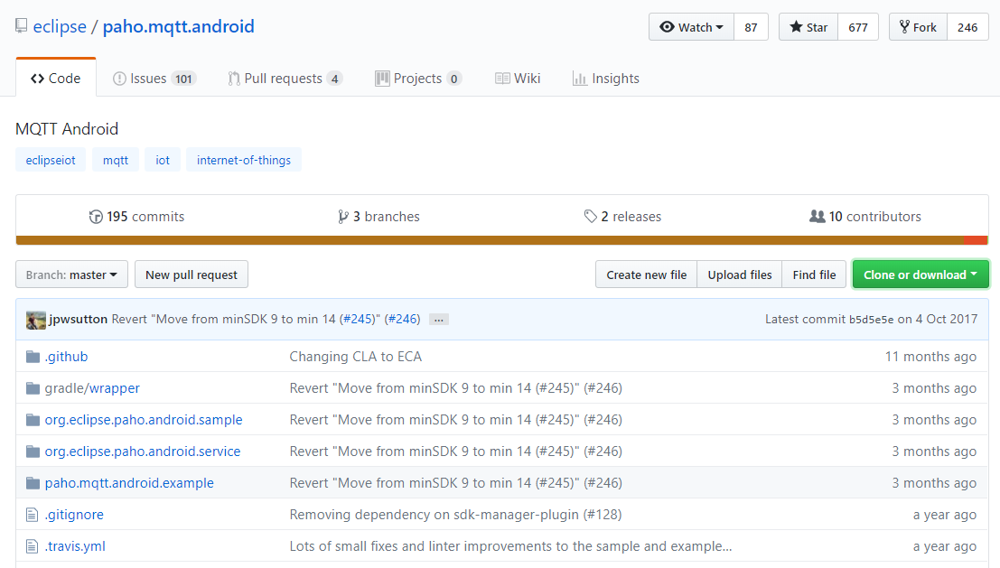 eclipse / paho.mqtt.android
Watch 87 Star 677 Fork 246
Code Issues 101 Pull requests 4 Projects 0 Wiki Insights
MQTT Android
eclipseiot mqtt iot internet-of-things
195 commits 3 branches 2 releases 10 contributors
Branch: master New pull request Create new file Upload files Find file Clone or download
jpwsutton Revert "Move from minSDK 9 to min 14 (#245)" (#246) ... Latest commit b5d5e5e on 4 Oct 2017
.github Changing CLA to ECA 11 months ago
gradle/wrapper Revert "Move from minSDK 9 to min 14 (#245)" (#246) 3 months ago
org.eclipse.paho.android.sample Revert "Move from minSDK 9 to min 14 (#245)" (#246) 3 months ago
org.eclipse.paho.android.service Revert "Move from minSDK 9 to min 14 (#245)" (#246) 3 months ago
paho.mqtt.android.example Revert "Move from minSDK 9 to min 14 (#245)" (#246) 3 months ago
.gitignore Removing dependency on sdk-manager-plugin (#128) a year ago
.travis.yml Lots of small fixes and linter improvements to the sample and example... a year ago